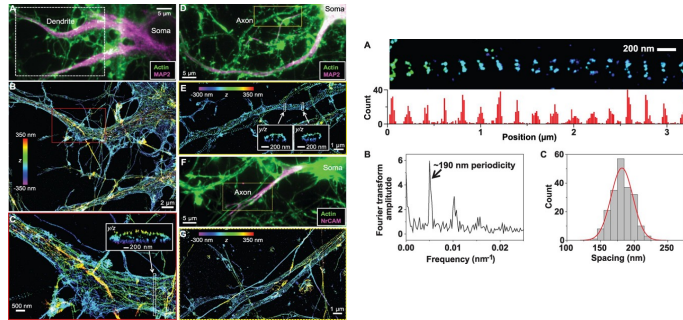 A
Dendrite
5 µm
Soma
Actin
MAP2
B
350 nm
z
-350 nm
2 µm
C
y/z
200 nm
500 nm
D
Axon
Soma
5 µm
Actin
MAP2
E
-300 nm z 350 nm
y/z
200 nm
y/z
200 nm
1 µm
F
Soma
Axon
5 µm
Actin
NrCAM
G
-300 nm z 350 nm
1 µm
A
200 nm
Count
40
20
0
0
1
2
3
Position (µm)
B
~190 nm periodicity
Fourier transform
amplitutde
6
4
2
0
0.00
0.01
0.02
Frequency (nm-1)
C
Count
60
40
20
0
100
150
200
250
Spacing (nm)